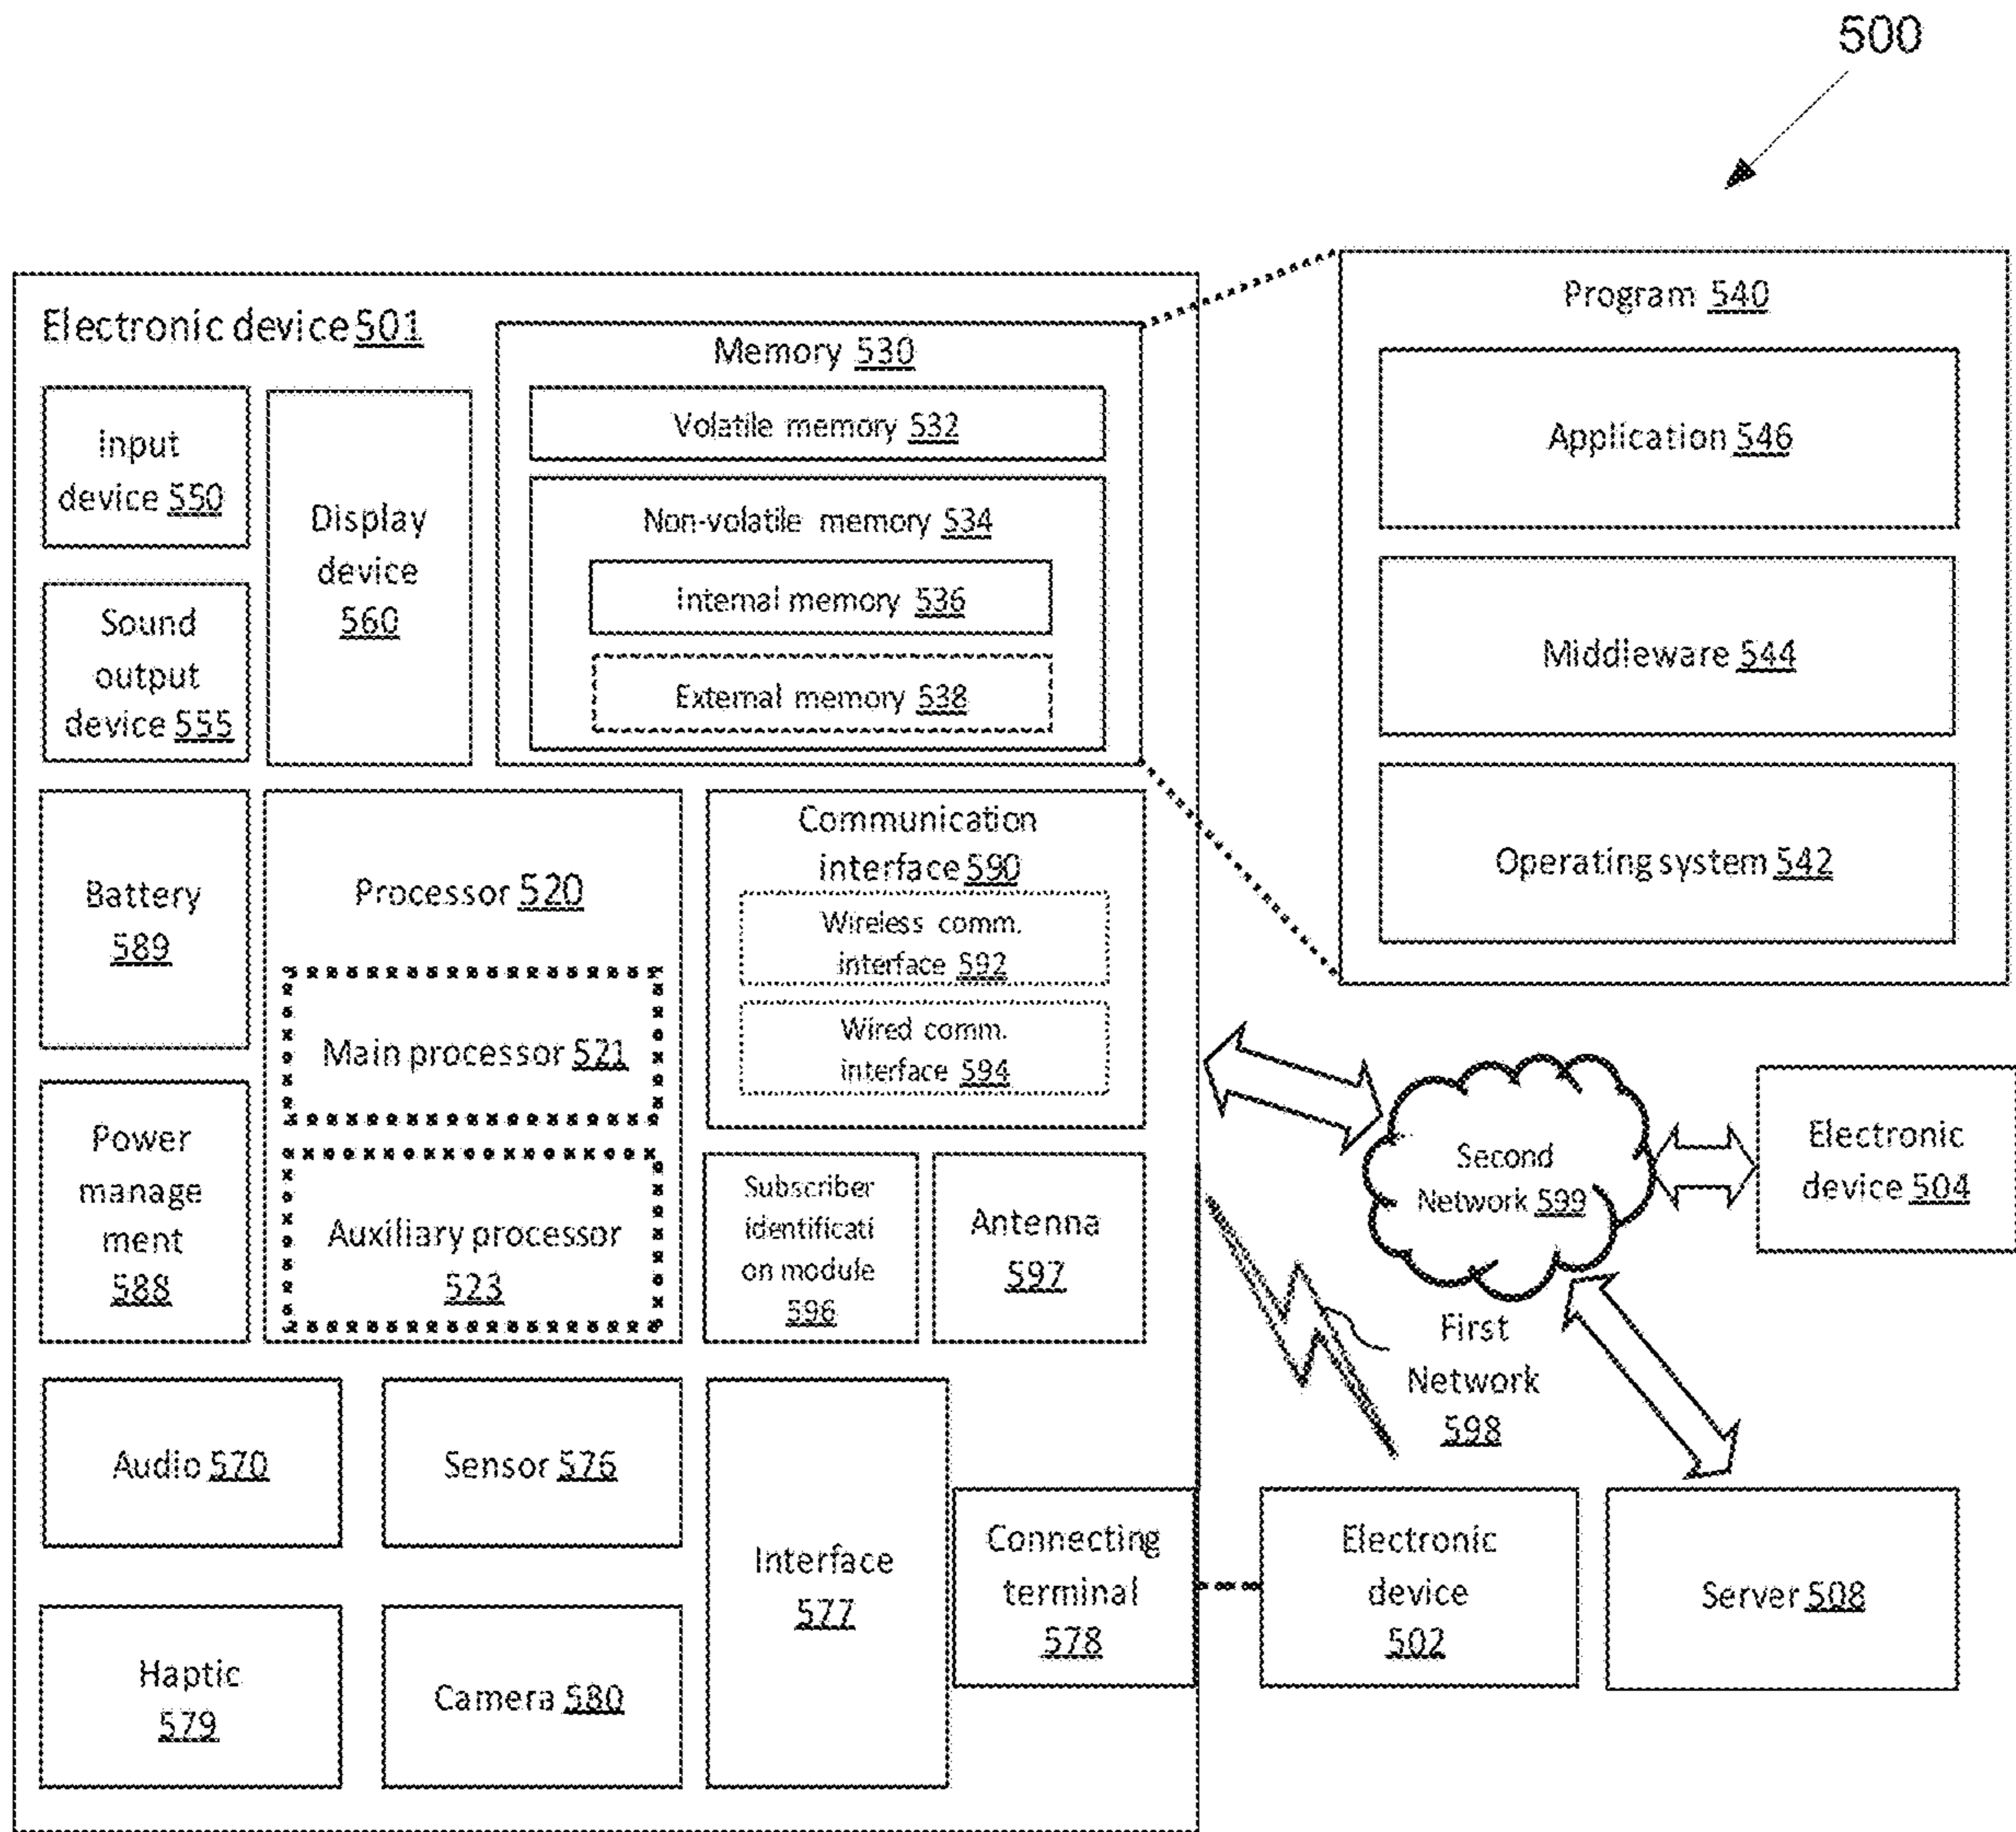 500
Electronic device 501
Memory 530
Volatile memory 532
Non-volatile memory 534
Internal memory 536
External memory 538
Input
device 550
Display
device
560
Sound
output
device 555
Program 540
Application 546
Middleware 544
Operating system 542
Battery
589
Processor 520
Main processor 521
Auxiliary processor
523
Communication
interface 590
Wireless comm.
interface 592
Wired comm.
interface 594
Power
manage
ment
588
Subscriber
identificati
on module
596
Antenna
597
Second
Network 599
Electronic
device 504
First
Network
598
Audio 570
Sensor 576
Interface
577
Connecting
terminal
578
Electronic
device
502
Server 508
Haptic
579
Camera 580